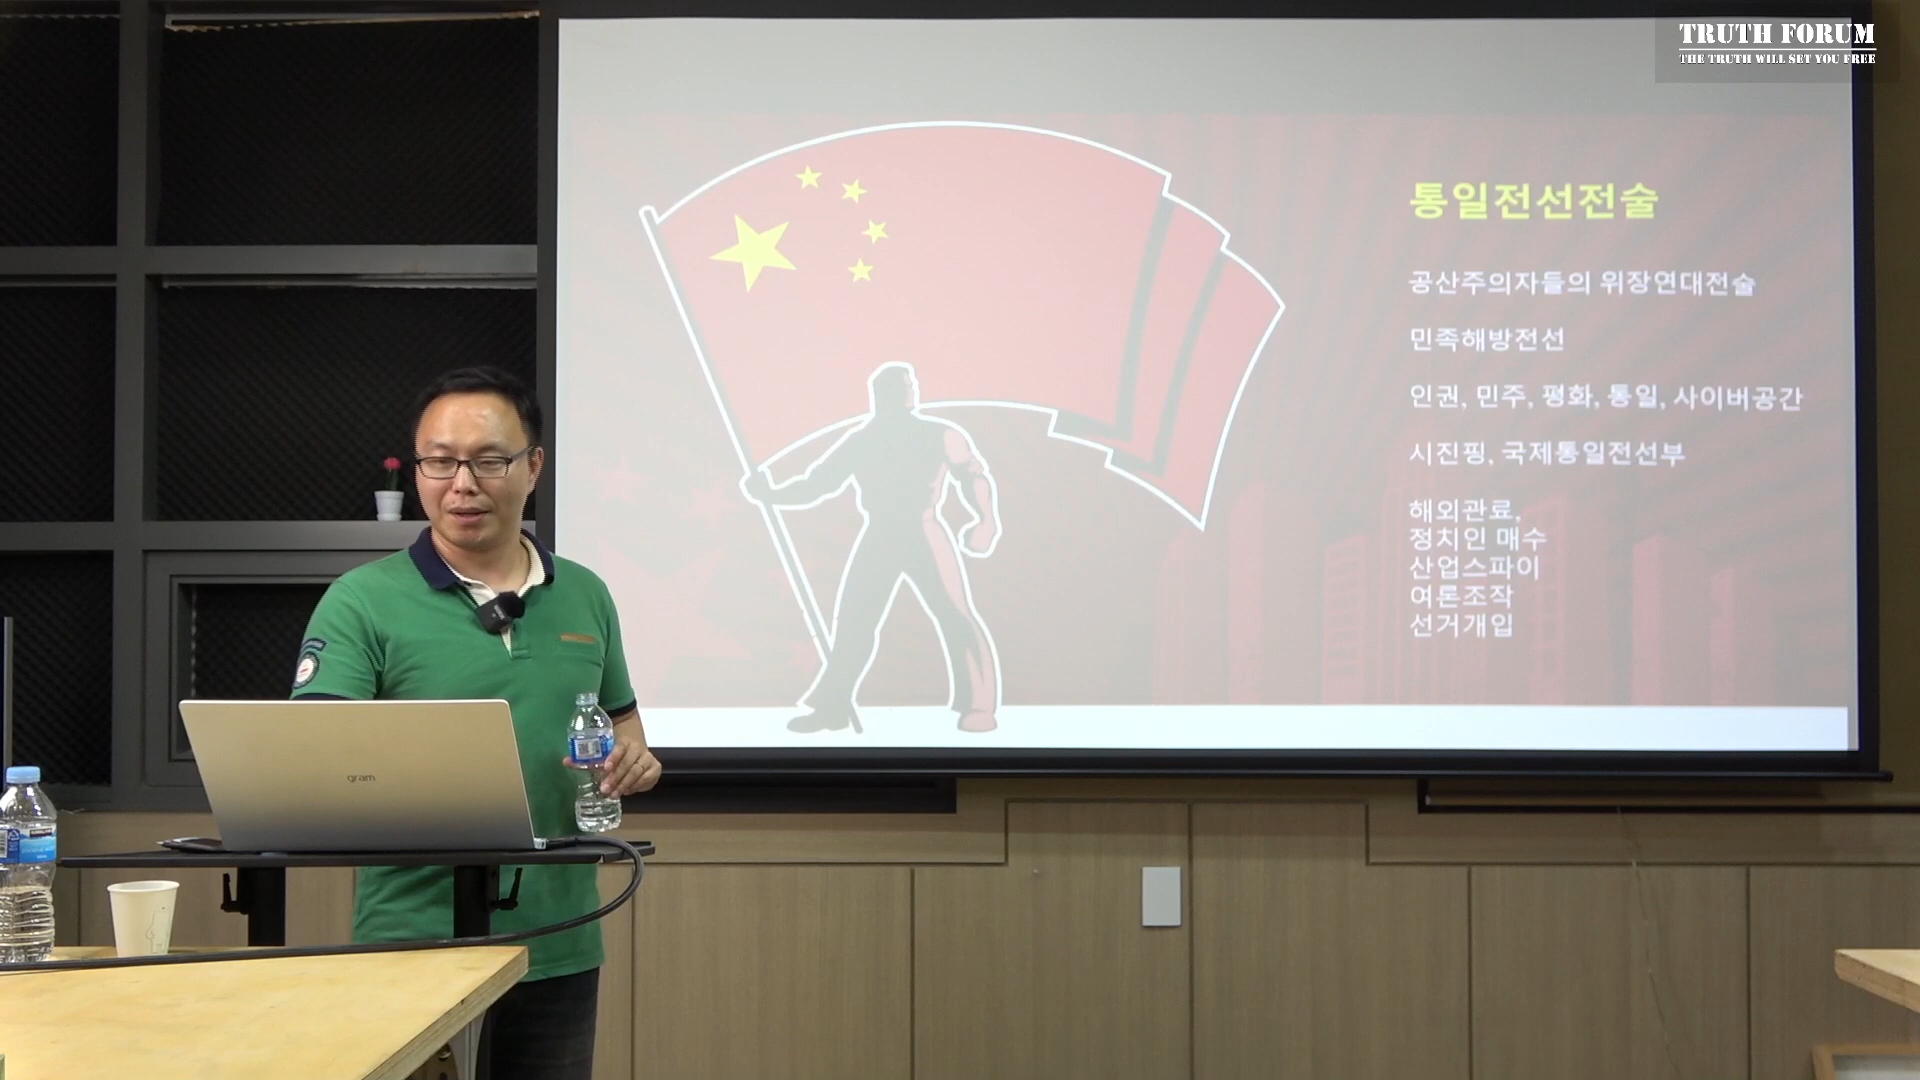 TRUTH FORUM
THE TRUTH WILL SET YOU FREE
통일전선전술
공산주의자들의 위장연대전술
민족해방전선
인권, 민주, 평화, 통일, 사이버공간
시진핑, 국제통일전선부
해외관료,
정치인 매수
산업스파이
여론조작
선거개입
gram